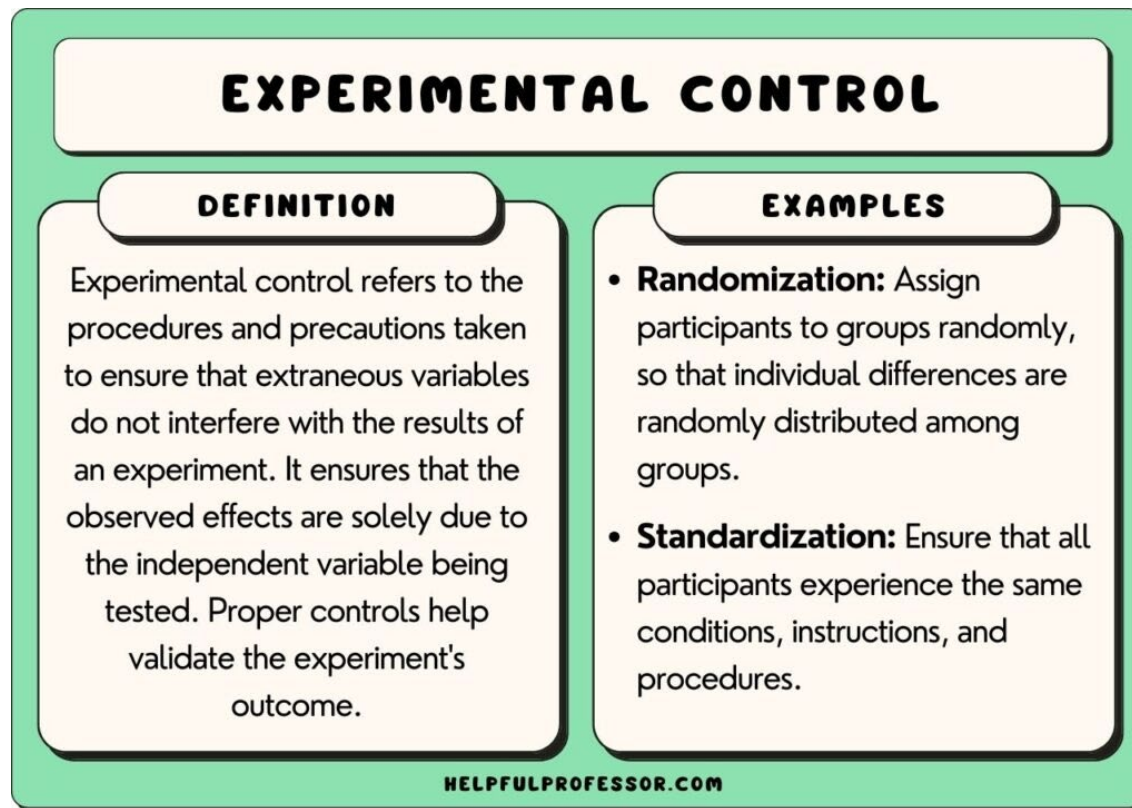 EXPERIMENTAL CONTROL
DEFINITION
Experimental control refers to the
procedures and precautions taken
to ensure that extraneous variables
do not interfere with the results of
an experiment. It ensures that the
observed effects are solely due to
the independent variable being
tested. Proper controls help
validate the experiment's
outcome.
EXAMPLES
• Randomization: Assign
participants to groups randomly,
so that individual differences are
randomly distributed among
groups.
• Standardization: Ensure that all
participants experience the same
conditions, instructions, and
procedures.
HELPFULPROFESSOR.COM